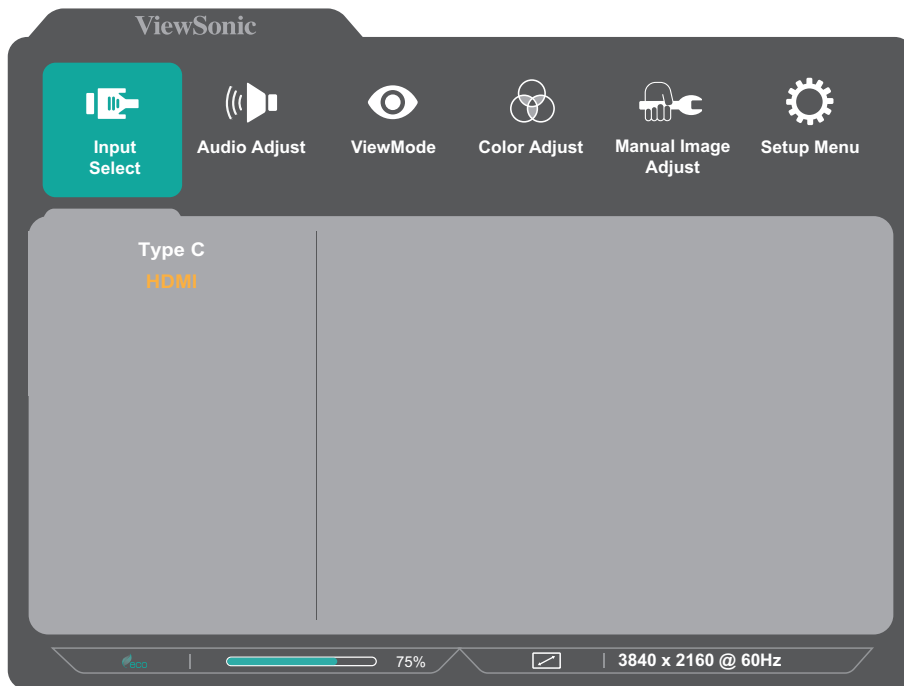 ViewSonic
Input
Select
Audio Adjust
ViewMode
Color Adjust
Manual Image
Adjust
Setup Menu
Type C
HDMI
eco
75%
3840 x 2160 @ 60Hz